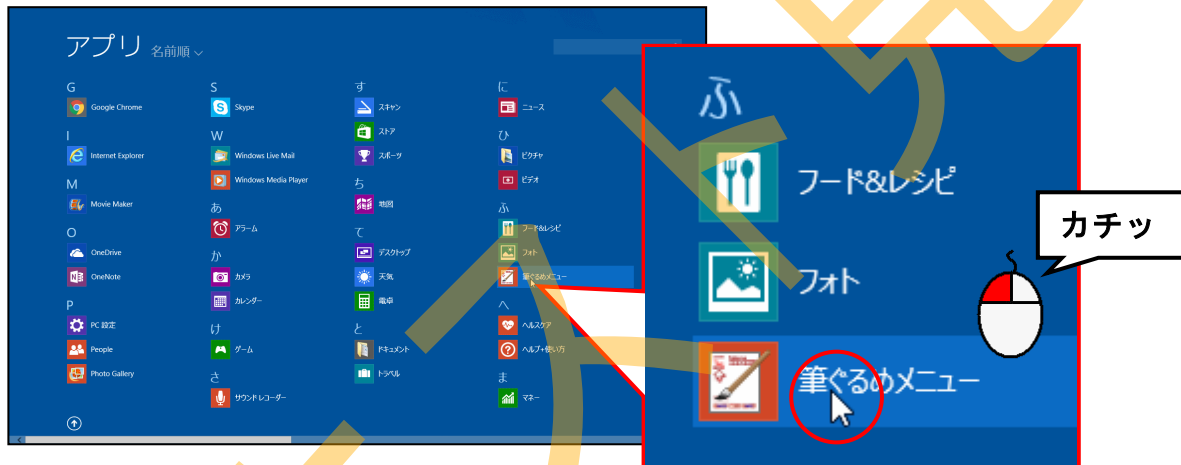 アプリ 名前順
G
Google Chrome
I
Internet Explorer
M
Movie Maker
O
OneDrive
OneNote
P
PC 設定
People
Photo Gallery
S
Skype
W
Windows Live Mail
Windows Media Player
あ
アラーム
か
カメラ
カレンダー
け
ゲーム
さ
サウンド レコーダー
す
スキャン
ストア
スポーツ
ち
地図
て
デスクトップ
天気
電卓
と
ドキュメント
トラベル
に
ニュース
ひ
ピクチャ
ビデオ
ふ
フード&レシピ
フォト
筆ぐるめメニュー
へ
ヘルスケア
ヘルプ+使い方
ま
マネー
ふ
フード&レシピ
フォト
筆ぐるめメニュー
カチッ